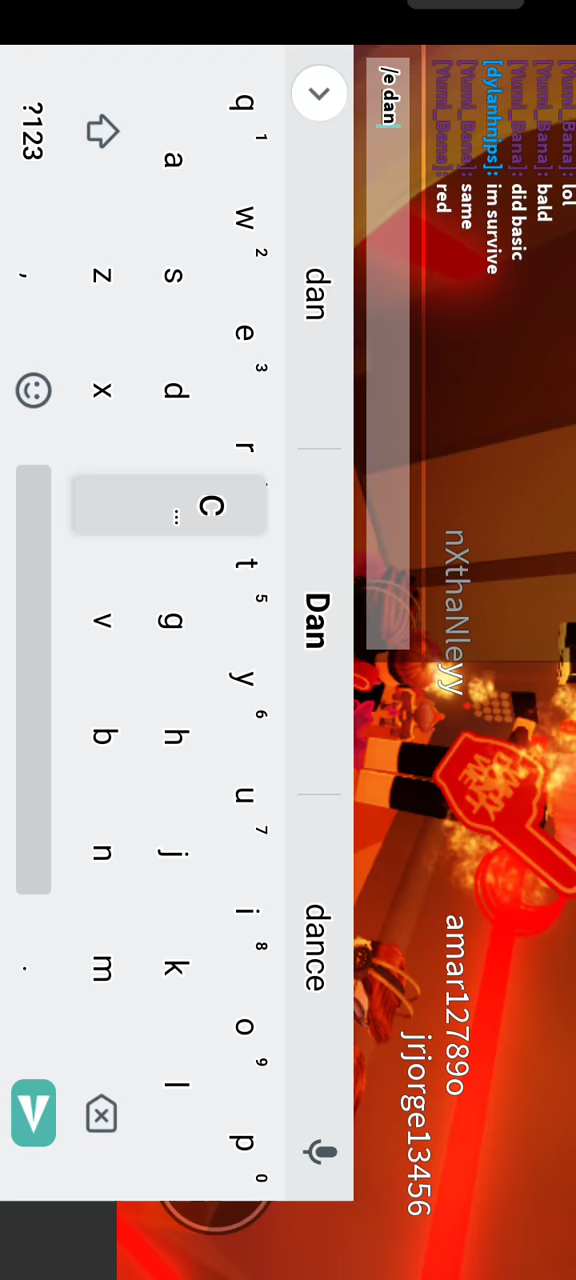 [Yumi_Bana]: lol
[Yumi_Bana]: bald
[Yumi_Bana]: did basic
[dylanhnjps]: im survive
[Yumi_Bana]: same
[Yumi_Bana]: red
/e dan
nXthaNleyy
amar12789o
jrjorge13456
dan Dan dance
q 1 w 2 e 3 r t 5 y 6 u 7 i 8 o 9 p 0
a s d C ... g h j k l
z x v b n m
?123 , .